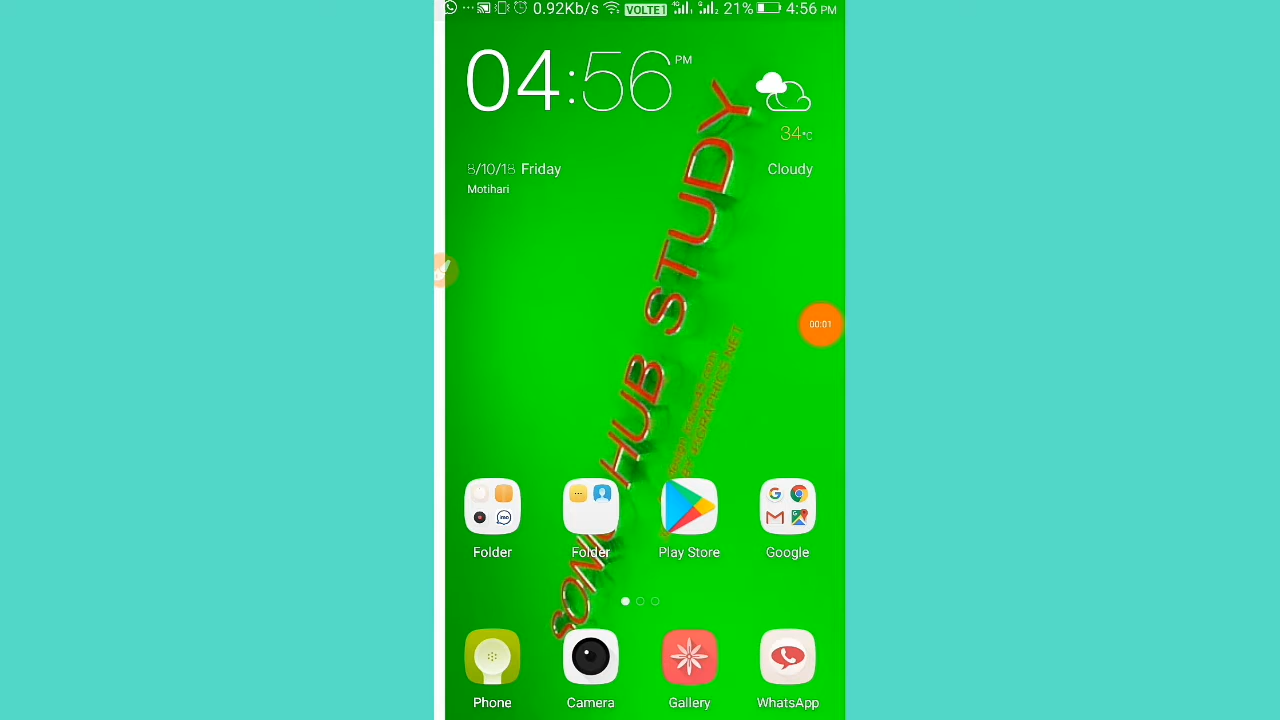 0.92Kb/s VOLTE1 21% 4:56 PM
04:56 PM
34°C
8/10/18 Friday
Cloudy
Motihari
SONIC HUB STUDY
00:01
Folder
Folder
Play Store
Google
Phone
Camera
Gallery
WhatsApp